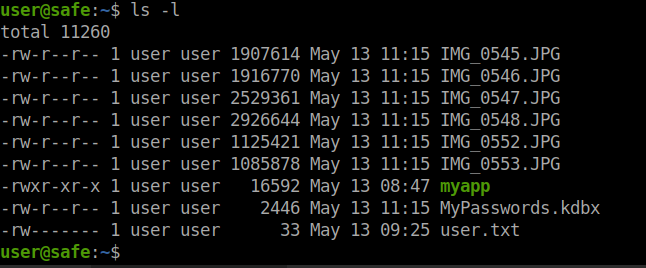 user@safe:~$ ls -l
total 11260
-rw-r--r-- 1 user user 1907614 May 13 11:15 IMG_0545.JPG
-rw-r--r-- 1 user user 1916770 May 13 11:15 IMG_0546.JPG
-rw-r--r-- 1 user user 2529361 May 13 11:15 IMG_0547.JPG
-rw-r--r-- 1 user user 2926644 May 13 11:15 IMG_0548.JPG
-rw-r--r-- 1 user user 1125421 May 13 11:15 IMG_0552.JPG
-rw-r--r-- 1 user user 1085878 May 13 11:15 IMG_0553.JPG
-rwxr-xr-x 1 user user   16592 May 13 08:47 myapp
-rw-r--r-- 1 user user    2446 May 13 11:15 MyPasswords.kdbx
-rw------- 1 user user      33 May 13 09:25 user.txt
user@safe:~$